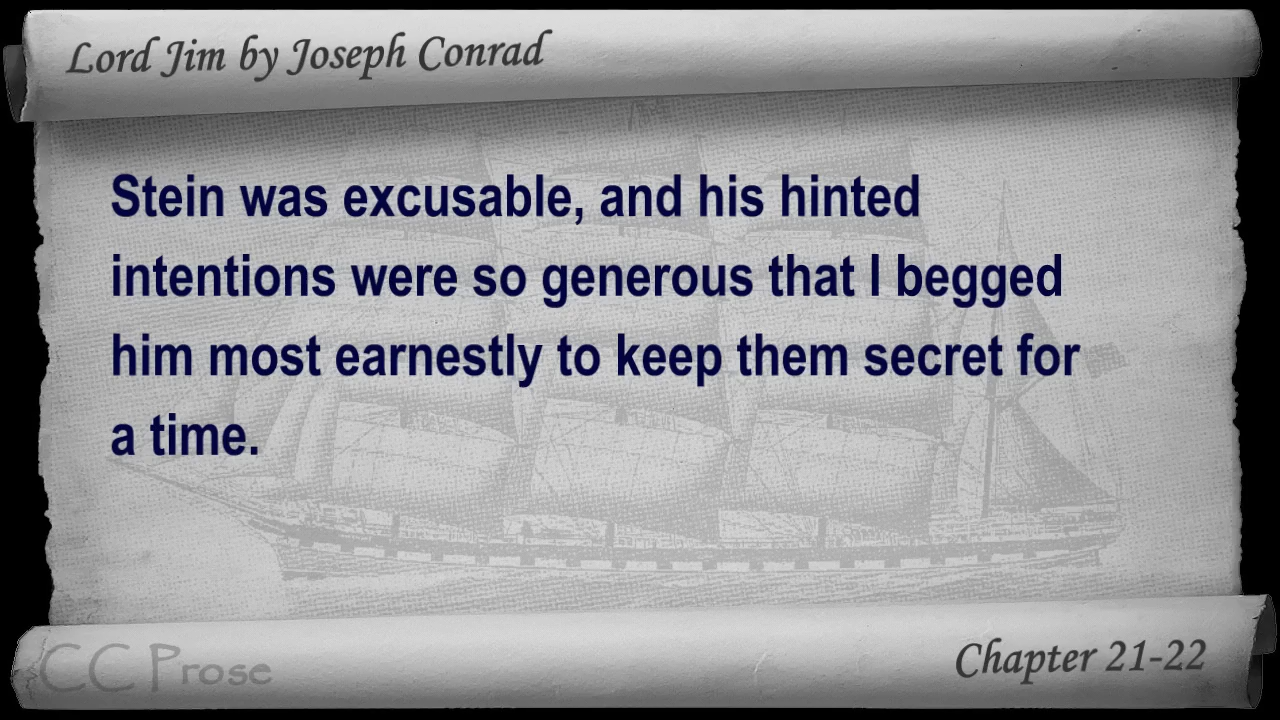 Lord Jim by Joseph Conrad
Stein was excusable, and his hinted
intentions were so generous that I begged
him most earnestly to keep them secret for
a time.
CC Prose
Chapter 21-22